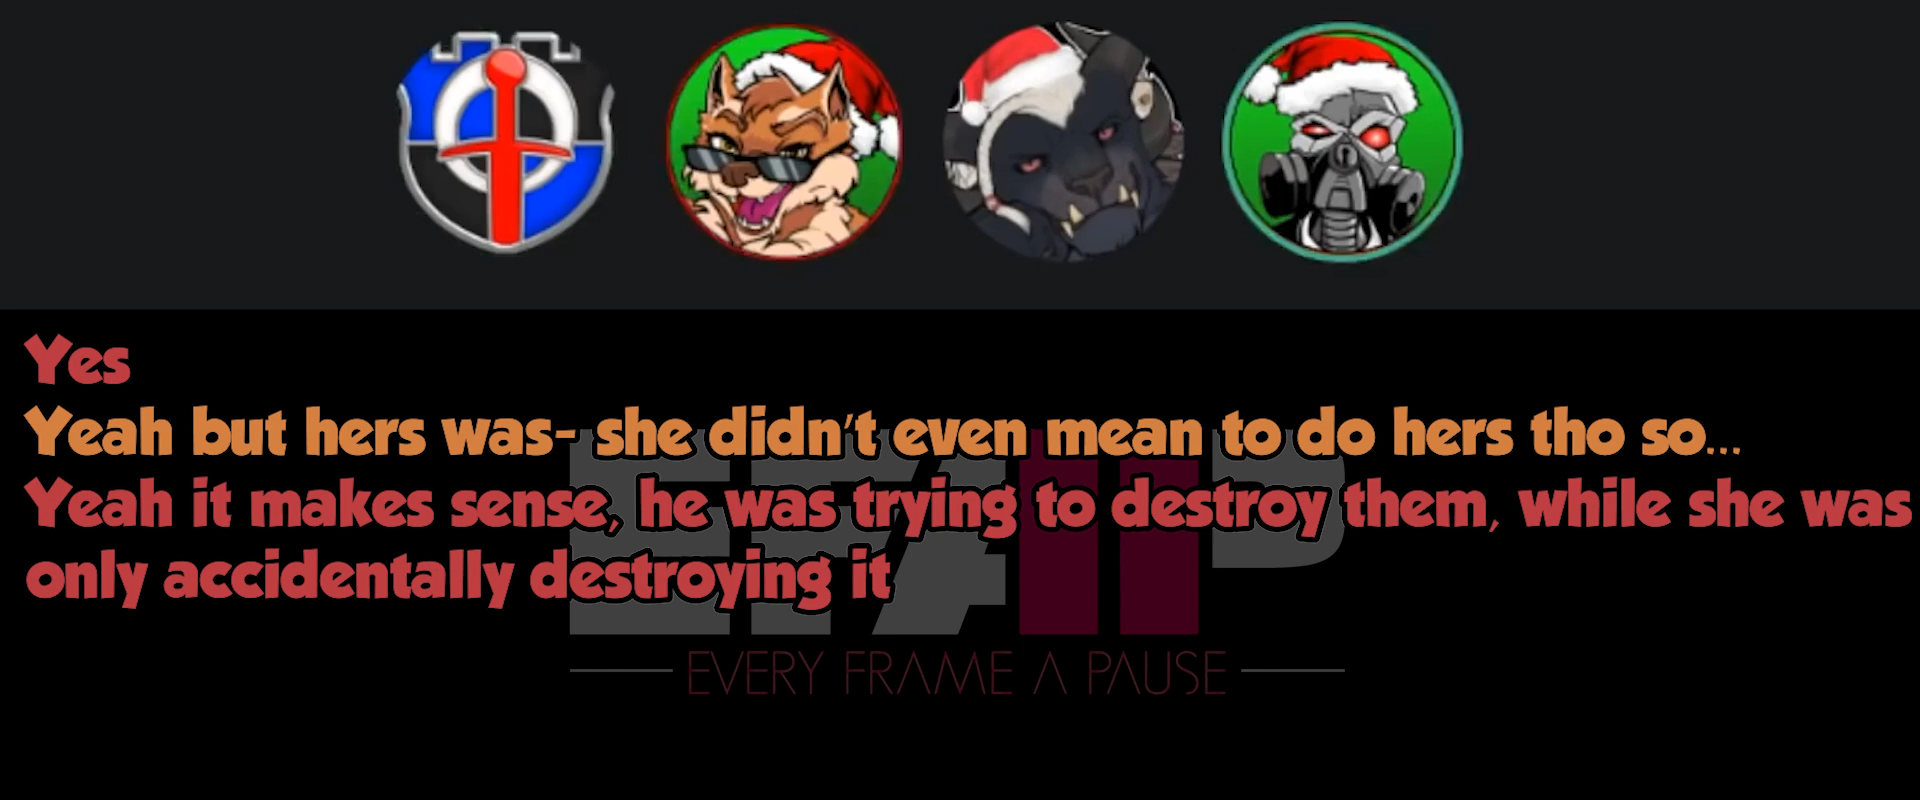 Yes
Yeah but hers was- she didn't even mean to do hers tho so...
Yeah it makes sense, he was trying to destroy them, while she was
only accidentally destroying it
EFAP
EVERY FRAME A PAUSE